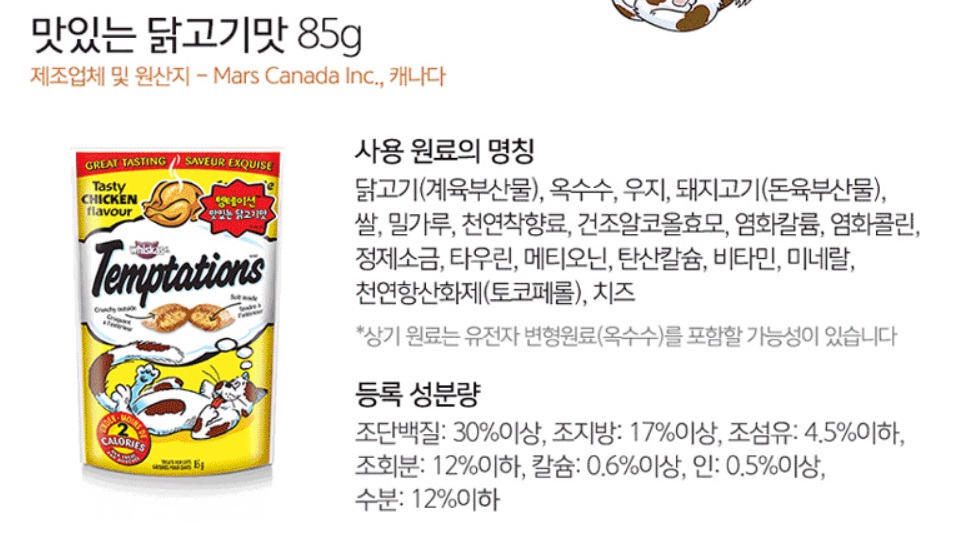 맛있는 닭고기맛 85g
제조업체 및 원산지 - Mars Canada Inc., 캐나다
GREAT TASTING SAVEUR EXQUISE
Tasty
CHICKEN
flavour
템테이션
맛있는 닭고기맛
whiskas
Temptations
Crunchy outside
Croquant
à l'extérieur
Soft inside
Tendre à
l'intérieur
UNDER - MOINS DE
2
CALORIES
TREATS FOR CATS
85 g
사용 원료의 명칭
닭고기(계육부산물), 옥수수, 우지, 돼지고기(돈육부산물),
쌀, 밀가루, 천연착향료, 건조알코올효모, 염화칼륨, 염화콜린,
정제소금, 타우린, 메티오닌, 탄산칼슘, 비타민, 미네랄,
천연항산화제(토코페롤), 치즈
*상기 원료는 유전자 변형원료(옥수수)를 포함할 가능성이 있습니다
등록 성분량
조단백질: 30%이상, 조지방: 17%이상, 조섬유: 4.5%이하,
조회분: 12%이하, 칼슘: 0.6%이상, 인: 0.5%이상,
수분: 12%이하